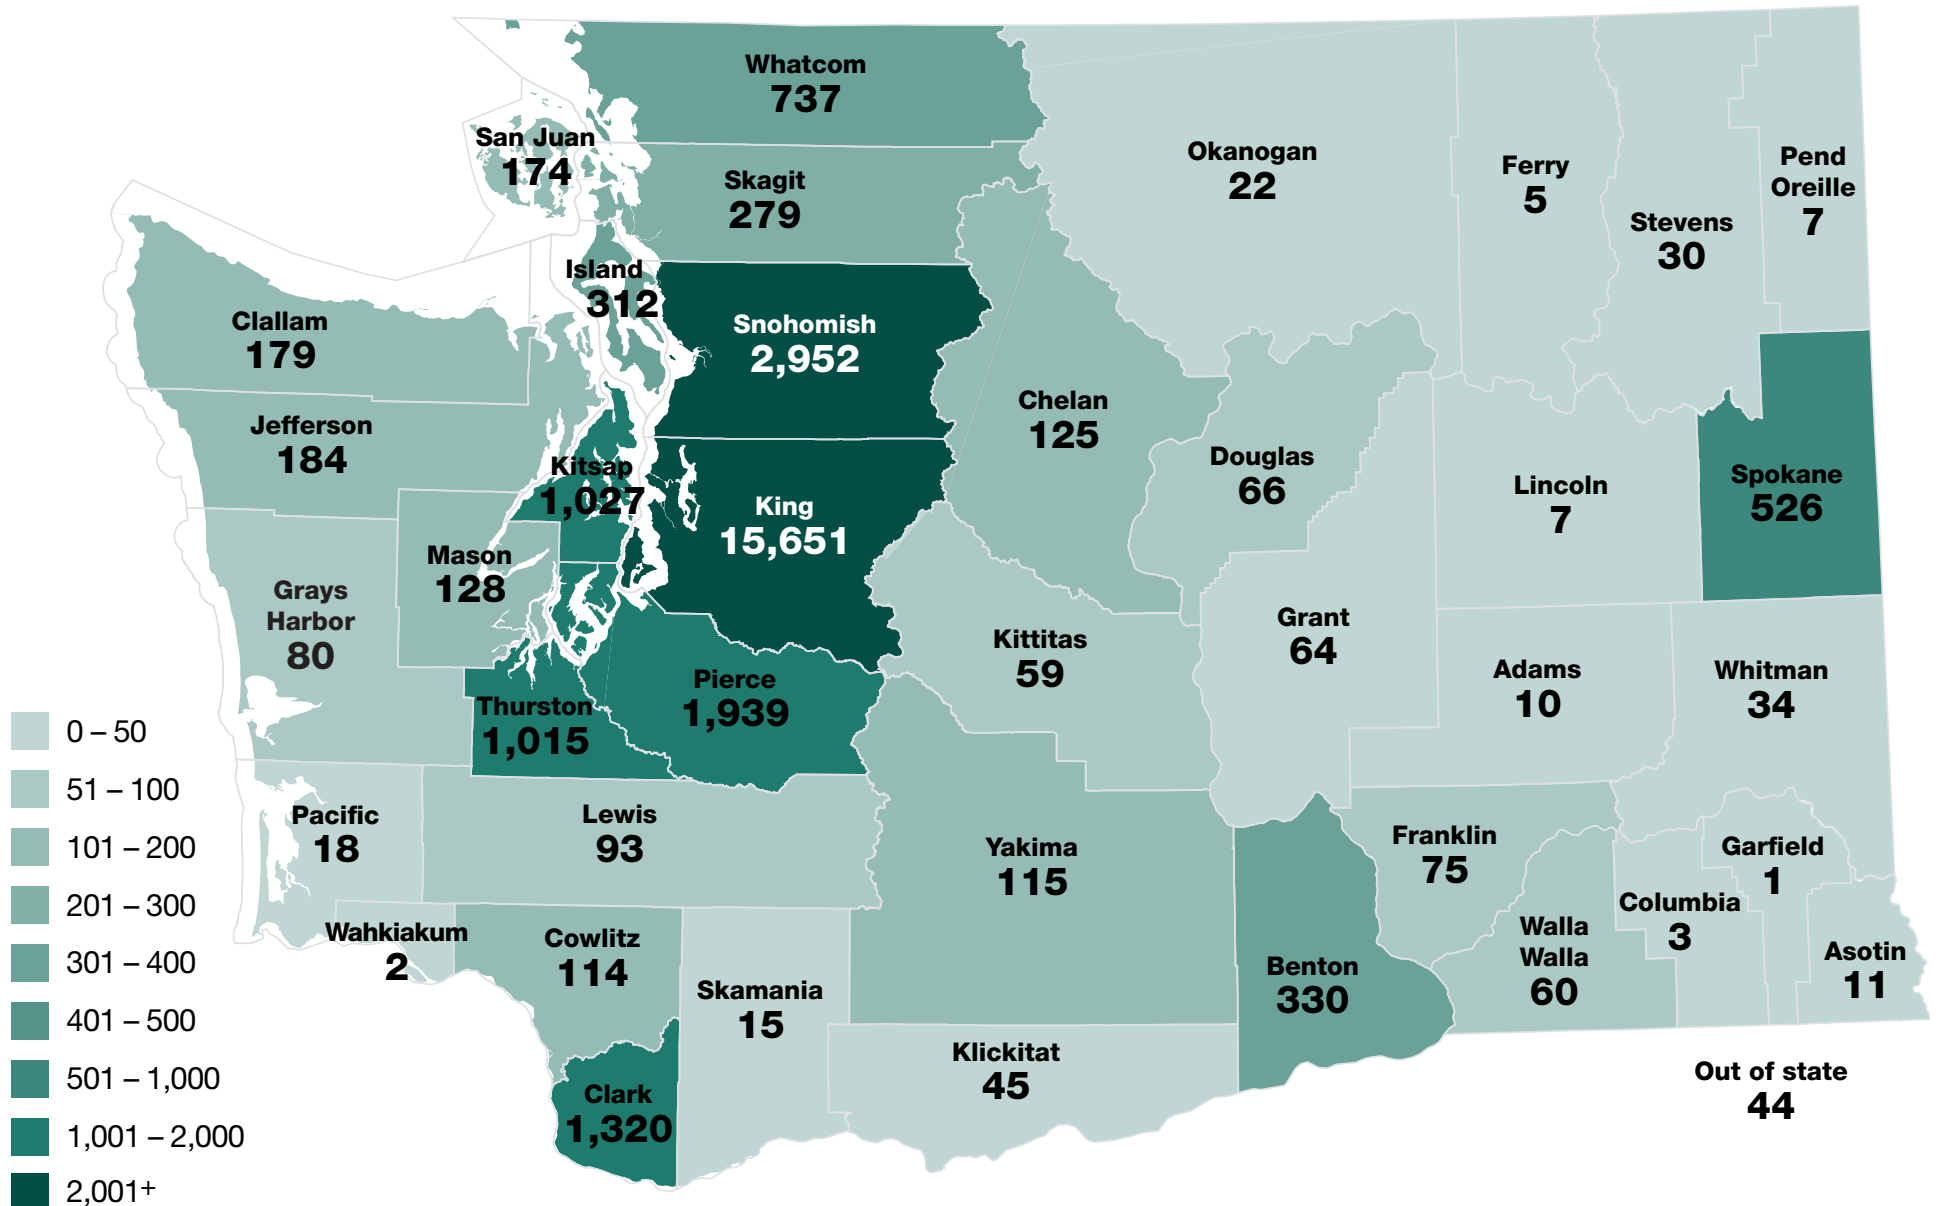 Whatcom
737
San Juan
174
Skagit
279
Okanogan
22
Ferry
5
Stevens
30
Pend
Oreille
7
Island
312
Clallam
179
Snohomish
2,952
Jefferson
184
Chelan
125
Kitsap
1,027
King
15,651
Douglas
66
Lincoln
7
Spokane
526
Mason
128
Grays
Harbor
80
Kittitas
59
Grant
64
Adams
10
Whitman
34
Pierce
1,939
Thurston
1,015
Pacific
18
Lewis
93
Yakima
115
Franklin
75
Garfield
1
Columbia
3
Walla
Walla
60
Asotin
11
Wahkiakum
2
Cowlitz
114
Skamania
15
Benton
330
Klickitat
45
Clark
1,320
Out of state
44
0 – 50
51 – 100
101 – 200
201 – 300
301 – 400
401 – 500
501 – 1,000
1,001 – 2,000
2,001+